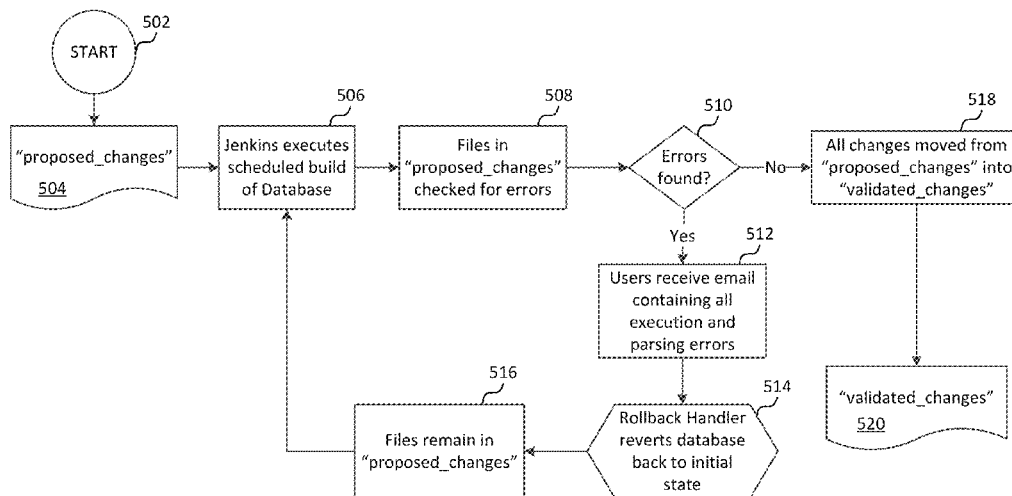 502
START
506
508
510
518
"proposed_changes"
504
Jenkins executes
scheduled build
of Database
Files in
"proposed_changes"
checked for errors
Errors
found?
No
All changes moved from
"proposed_changes" into
"validated_changes"
Yes
512
Users receive email
containing all
execution and
parsing errors
516
514
Files remain in
"proposed_changes"
Rollback Handler
reverts database
back to initial
state
"validated_changes"
520